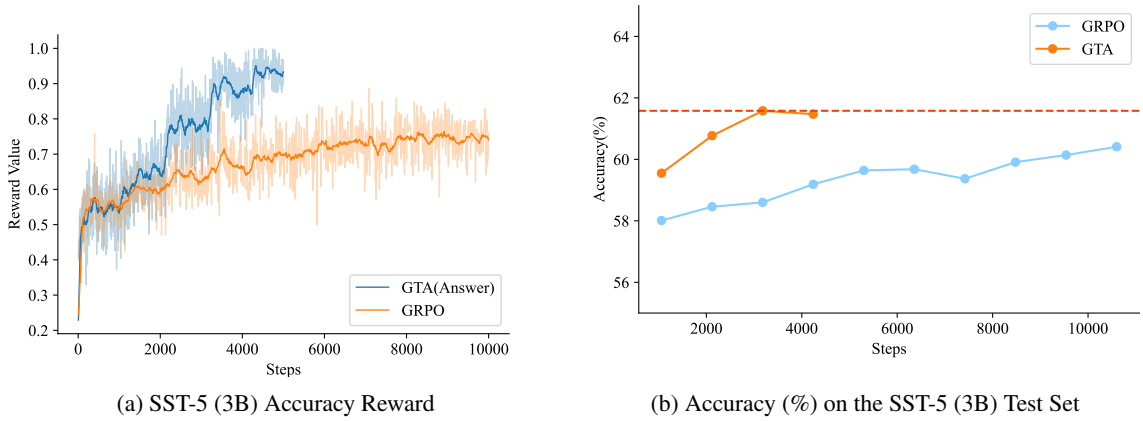 1.0
0.9
0.8
0.7
0.6
0.5
0.4
0.3
0.2
Reward Value
GTA(Answer)
GRPO
0 2000 4000 6000 8000 10000
Steps
(a) SST-5 (3B) Accuracy Reward
64
62
60
58
56
Accuracy(%)
GRPO
GTA
2000 4000 6000 8000 10000
Steps
(b) Accuracy (%) on the SST-5 (3B) Test Set